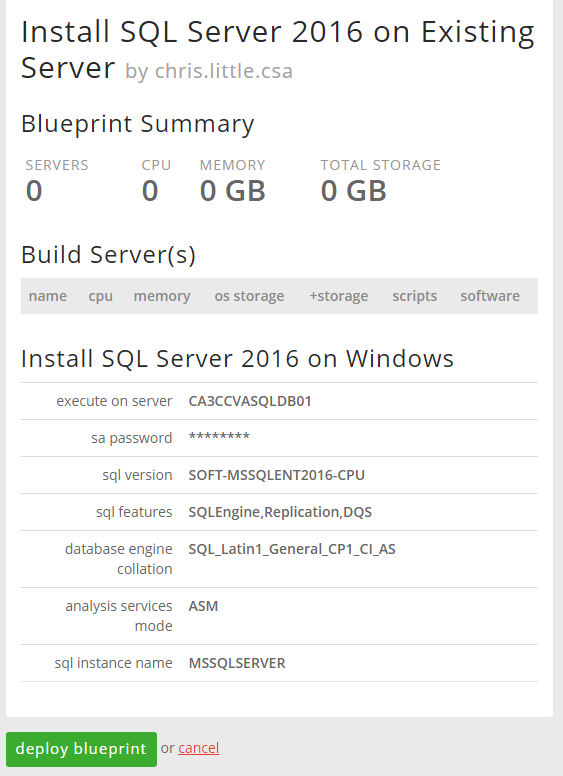 Install SQL Server 2016 on Existing
Server by chris.little.csa
Blueprint Summary
SERVERS CPU MEMORY TOTAL STORAGE
0 0 0 GB 0 GB
Build Server(s)
name cpu memory os storage +storage scripts software
Install SQL Server 2016 on Windows
execute on server CA3CCVASQLDB01
sa password ********
sql version SOFT-MSSQLENT2016-CPU
sql features SQLEngine,Replication,DQS
database engine SQL_Latin1_General_CP1_CI_AS
collation
analysis services ASM
mode
sql instance name MSSQLSERVER
deploy blueprint or cancel